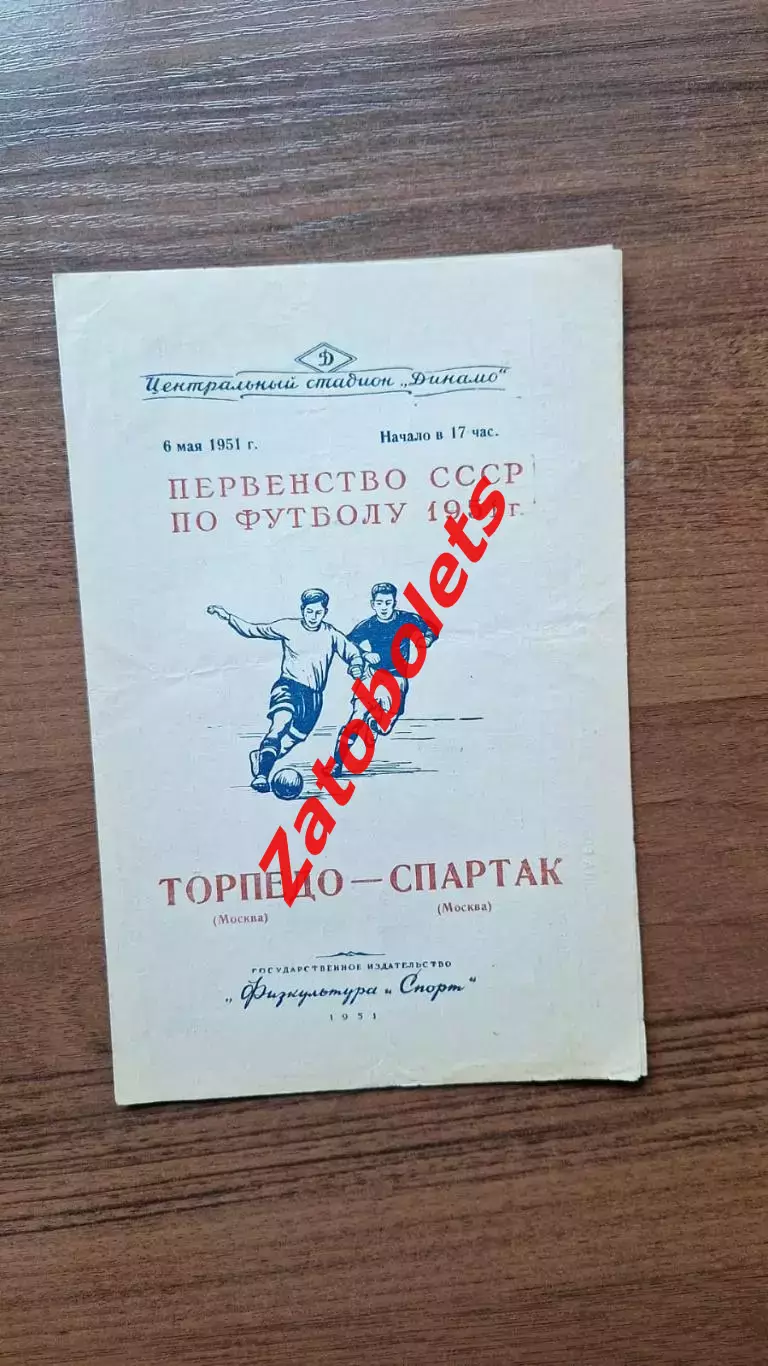 Д
Центральный стадион „Динамо"
6 мая 1951 г.
Начало в 17 час.
ПЕРВЕНСТВО СССР
ПО ФУТБОЛУ 1951 г.
Zatobolets
ТОРПЕДО — СПАРТАК
(Москва)
(Москва)
ГОСУДАРСТВЕННОЕ ИЗДАТЕЛЬСТВО
„Физкультура и Спорт"
1951